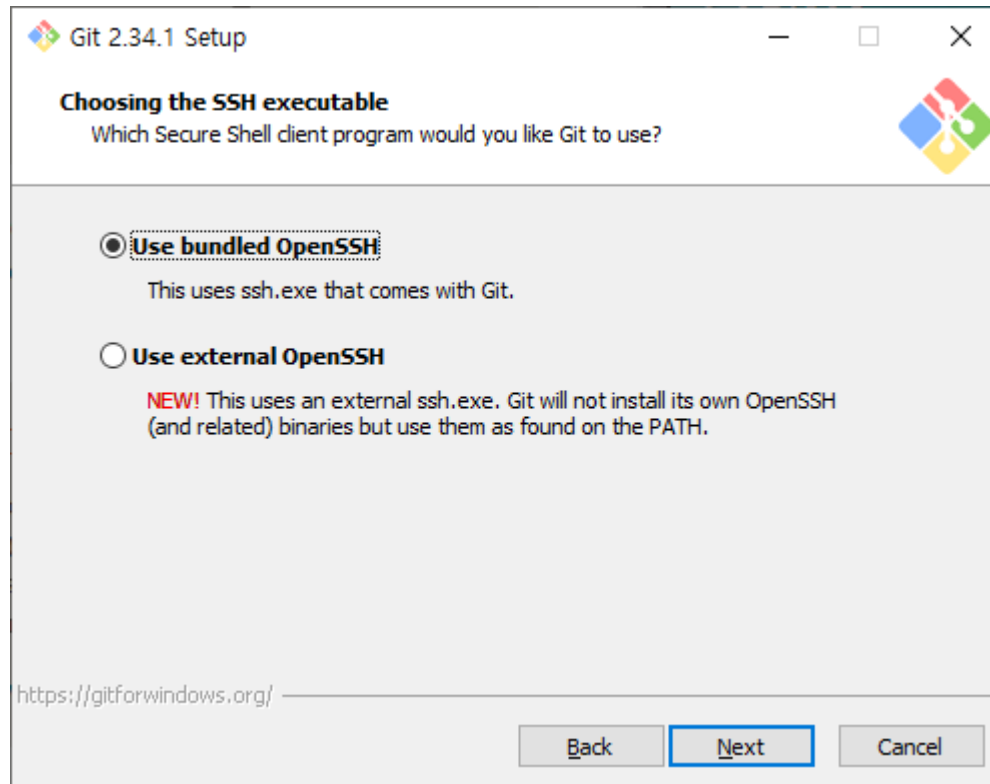 Git 2.34.1 Setup
Choosing the SSH executable
Which Secure Shell client program would you like Git to use?
Use bundled OpenSSH
This uses ssh.exe that comes with Git.
Use external OpenSSH
NEW! This uses an external ssh.exe. Git will not install its own OpenSSH
(and related) binaries but use them as found on the PATH.
https://gitforwindows.org/
Back Next Cancel